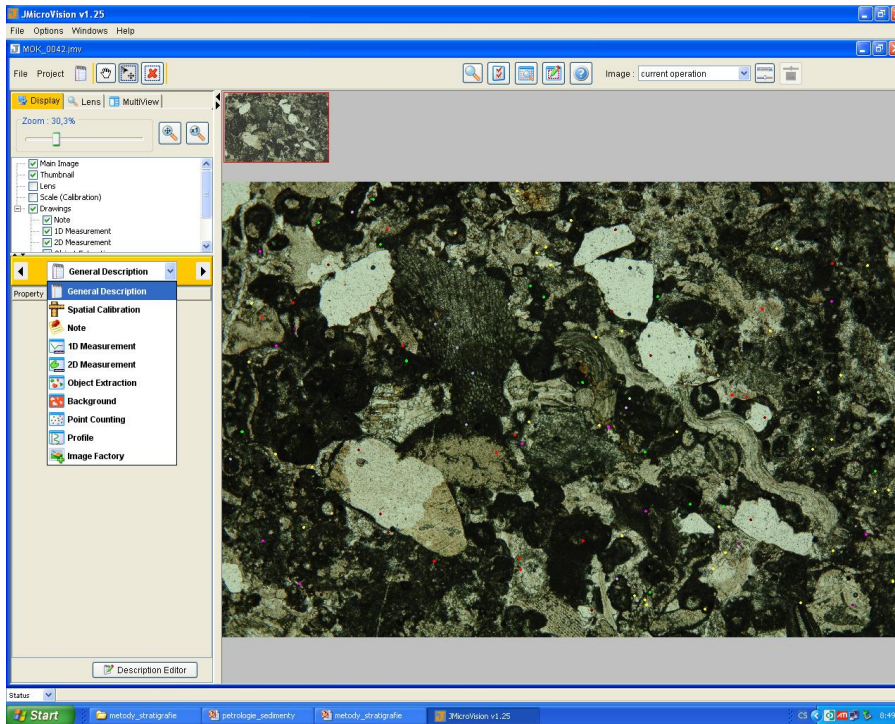 JMicroVision v1.25
File Options Windows Help
MOK_0042.jmv
File Project
Image : current operation
Display Lens MultiView
Zoom : 30,3%
Main Image
Thumbnail
Lens
Scale (Calibration)
Drawings
Note
1D Measurement
2D Measurement
General Description
Property
General Description
Spatial Calibration
Note
1D Measurement
2D Measurement
Object Extraction
Background
Point Counting
Profile
Image Factory
Description Editor
Status
Start metody_stratigrafie petrologie_sedimenty metody_stratigrafie JMicroVision v1.25 CS 8:49